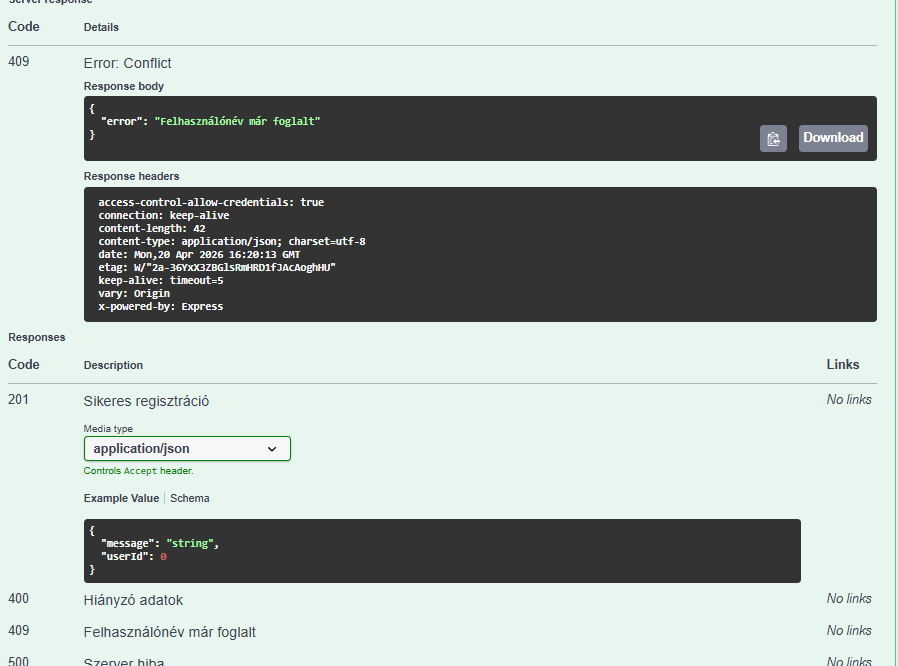 Server response
Code Details
409 Error: Conflict
Response body
{
"error": "Felhasználónév már foglalt"
}
Download
Response headers
access-control-allow-credentials: true
connection: keep-alive
content-length: 42
content-type: application/json; charset=utf-8
date: Mon,20 Apr 2026 16:20:13 GMT
etag: W/"2a-36YxX3ZBGlsRmHRD1fJAcAoghHU"
keep-alive: timeout=5
vary: Origin
x-powered-by: Express
Responses
Code Description Links
201 Sikeres regisztráció No links
Media type
application/json
Controls Accept header.
Example Value Schema
{
"message": "string",
"userId": 0
}
400 Hiányzó adatok No links
409 Felhasználónév már foglalt No links
500 Szerver hiba No links